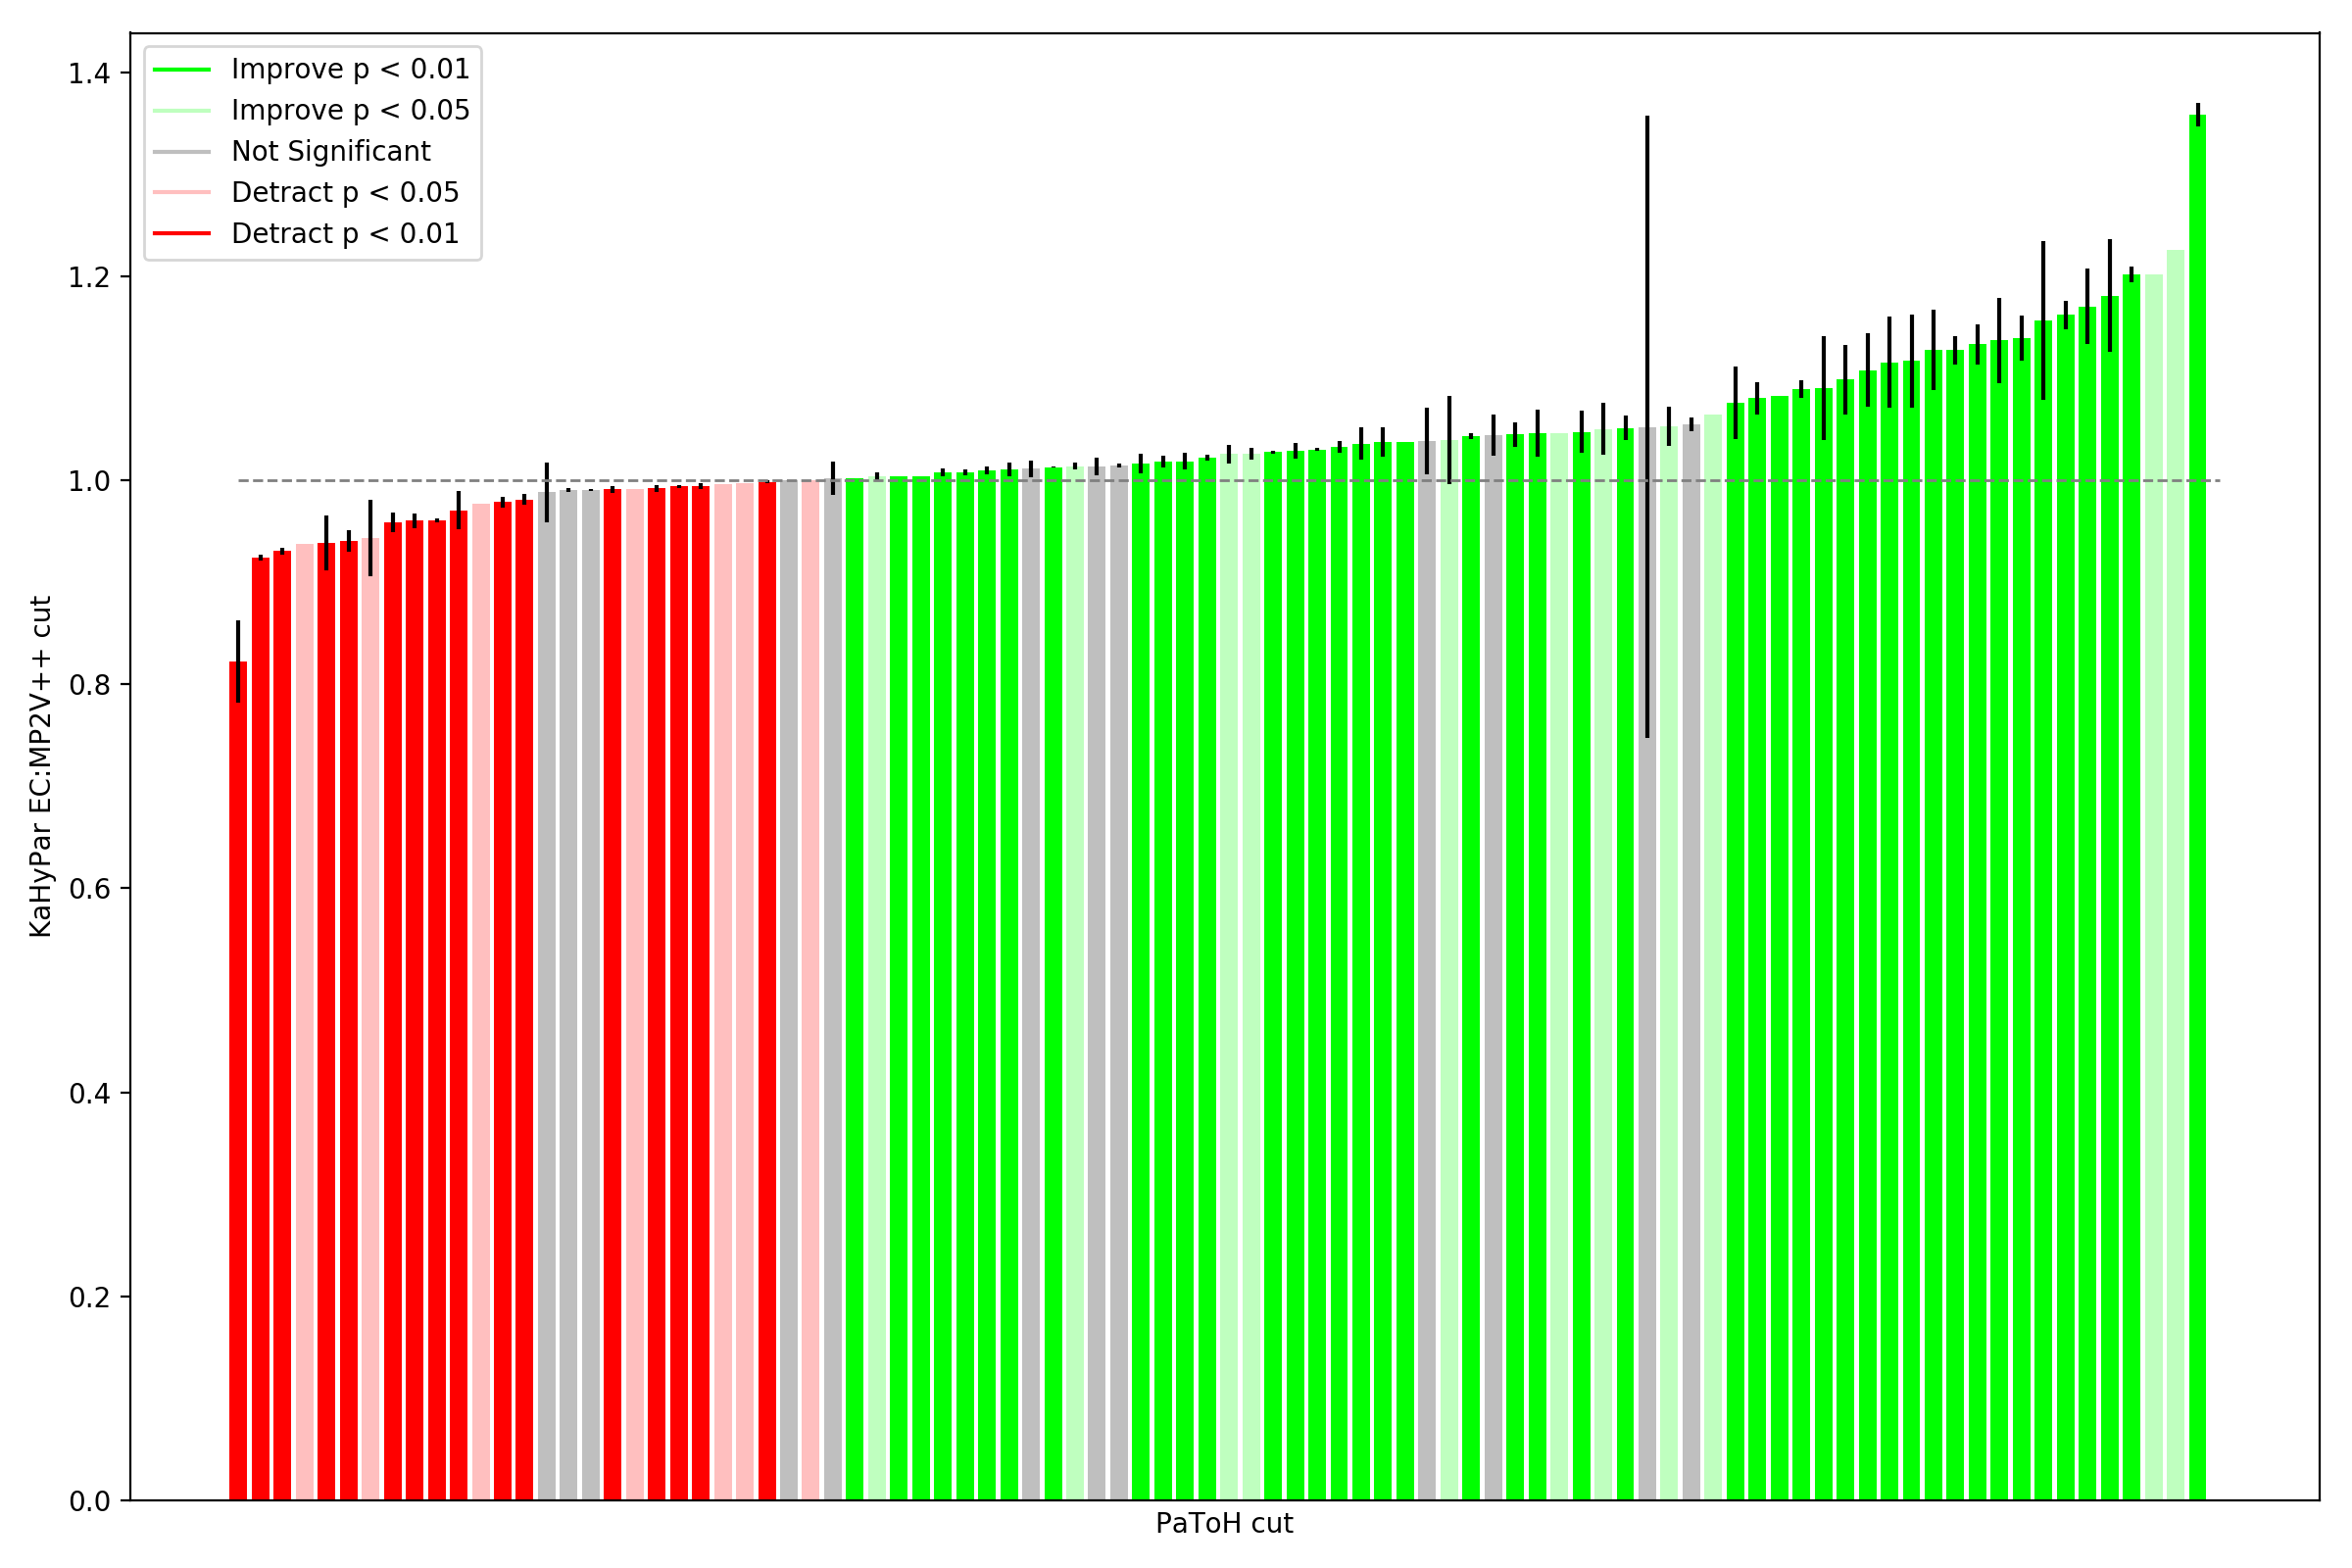 Improve p < 0.01
Improve p < 0.05
Not Significant
Detract p < 0.05
Detract p < 0.01
1.4
1.2
1.0
0.8
0.6
0.4
0.2
0.0
KaHyPar EC:MP2V++ cut
PaToH cut